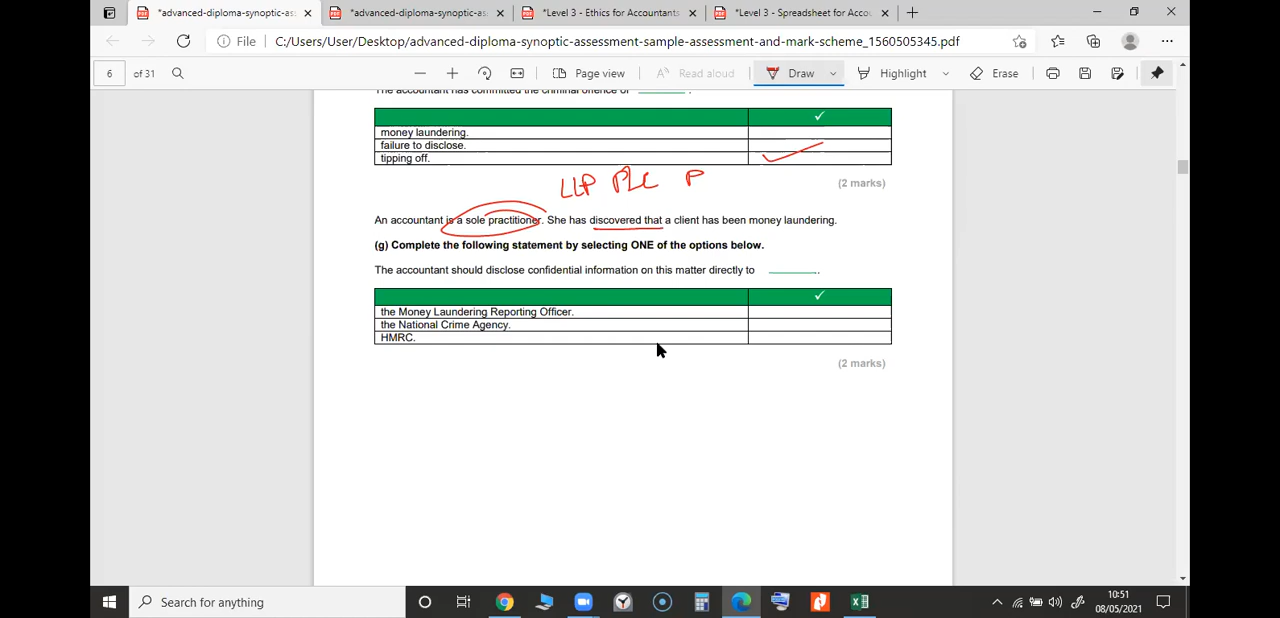 *advanced-diploma-synoptic-asse
*advanced-diploma-synoptic-asse
*Level 3 - Ethics for Accountants
*Level 3 - Spreadsheet for Accou
File
C:/Users/User/Desktop/advanced-diploma-synoptic-assessment-sample-assessment-and-mark-scheme_1560505345.pdf
6 of 31
Page view
Read aloud
Draw
Highlight
Erase
The accountant has committed the criminal offence of ________.
✓
money laundering.
failure to disclose.
tipping off.
(2 marks)
LLP PLC P
An accountant is a sole practitioner. She has discovered that a client has been money laundering.
(g) Complete the following statement by selecting ONE of the options below.
The accountant should disclose confidential information on this matter directly to ________.
✓
the Money Laundering Reporting Officer.
the National Crime Agency.
HMRC.
(2 marks)
Search for anything
10:51
08/05/2021